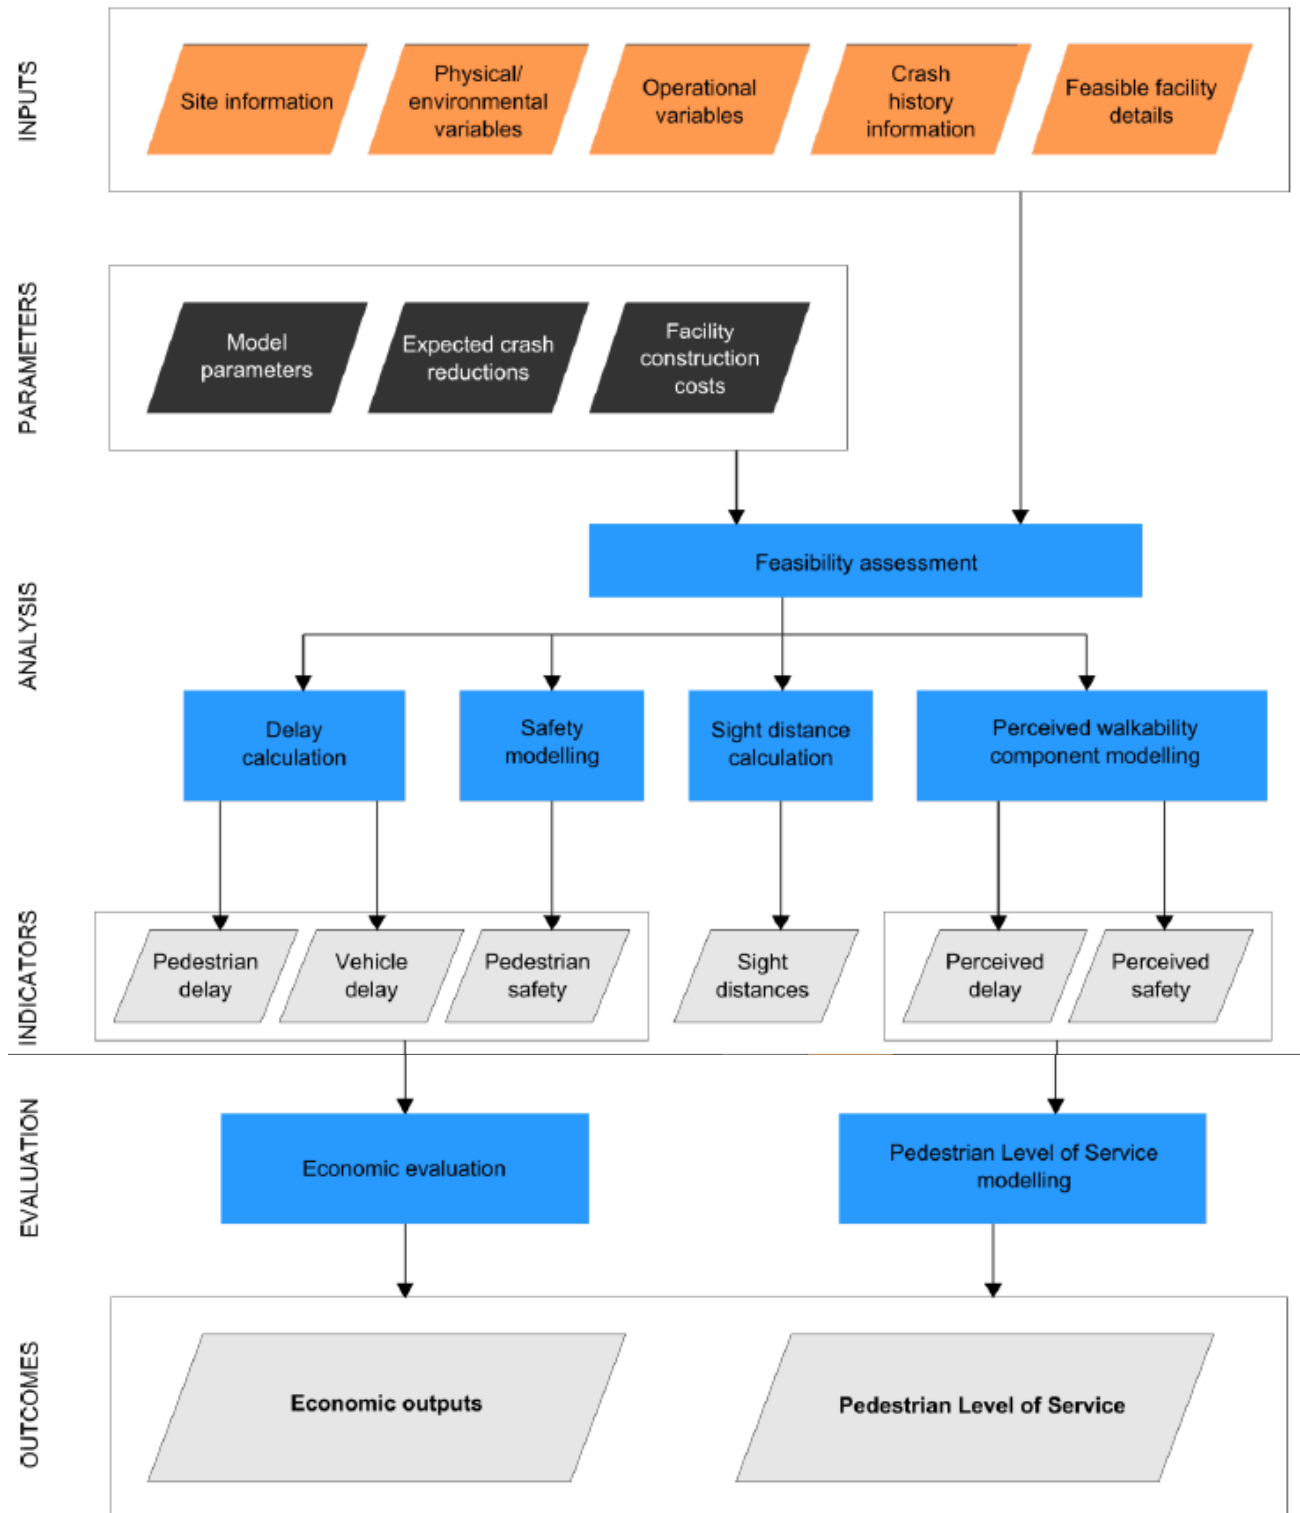 INPUTS
Site information
Physical/
environmental
variables
Operational
variables
Crash
history
information
Feasible facility
details
PARAMETERS
Model
parameters
Expected crash
reductions
Facility
construction
costs
ANALYSIS
Feasibility assessment
Delay
calculation
Safety
modelling
Sight distance
calculation
Perceived walkability
component modelling
INDICATORS
Pedestrian
delay
Vehicle
delay
Pedestrian
safety
Sight
distances
Perceived
delay
Perceived
safety
EVALUATION
Economic evaluation
Pedestrian Level of Service
modelling
OUTCOMES
Economic outputs
Pedestrian Level of Service